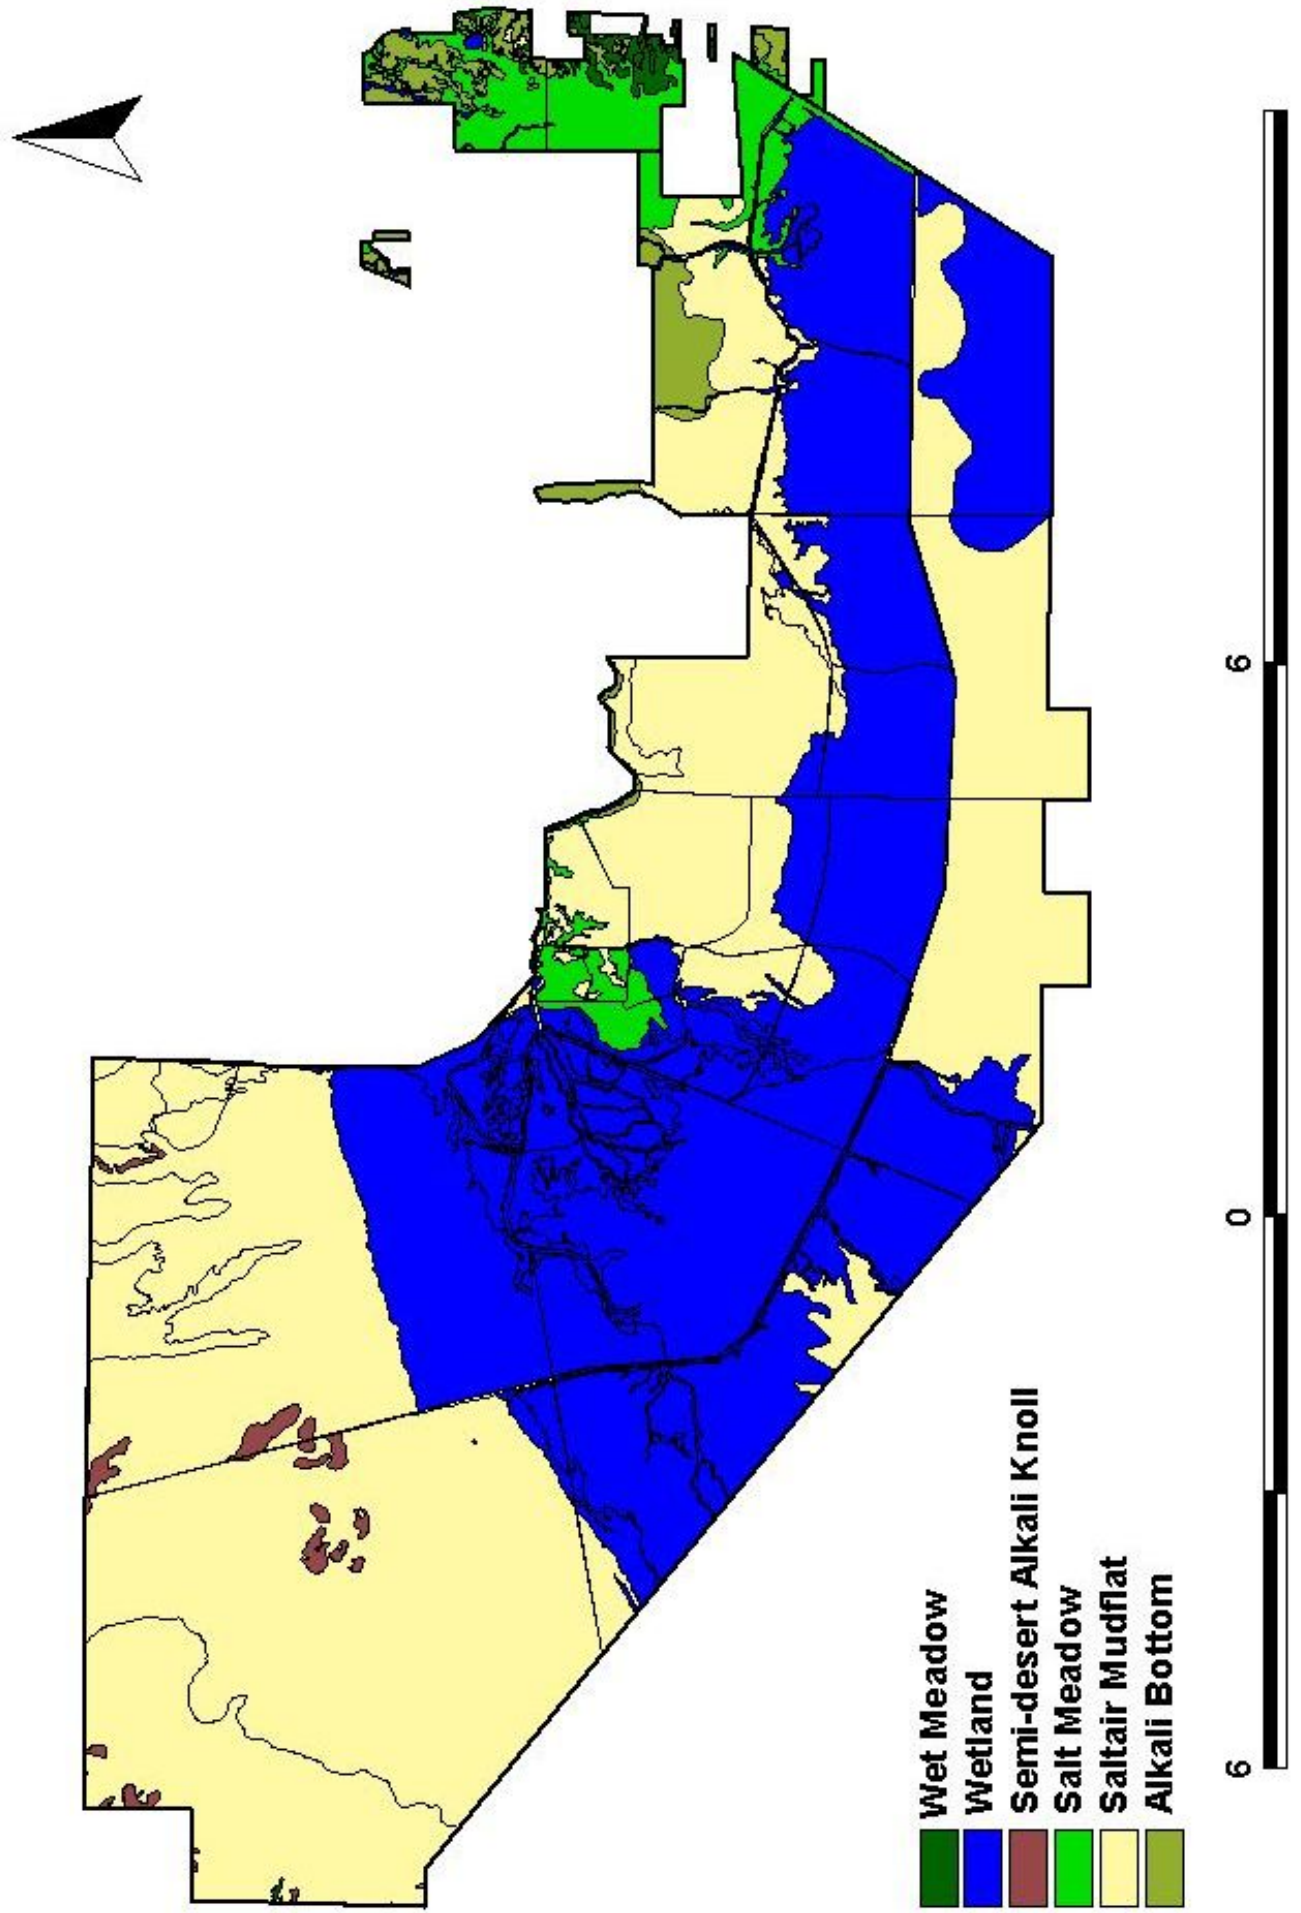 Wet Meadow
Wetland
Semi-desert Alkali Knoll
Salt Meadow
Saltair Mudflat
Alkali Bottom
6 0 6